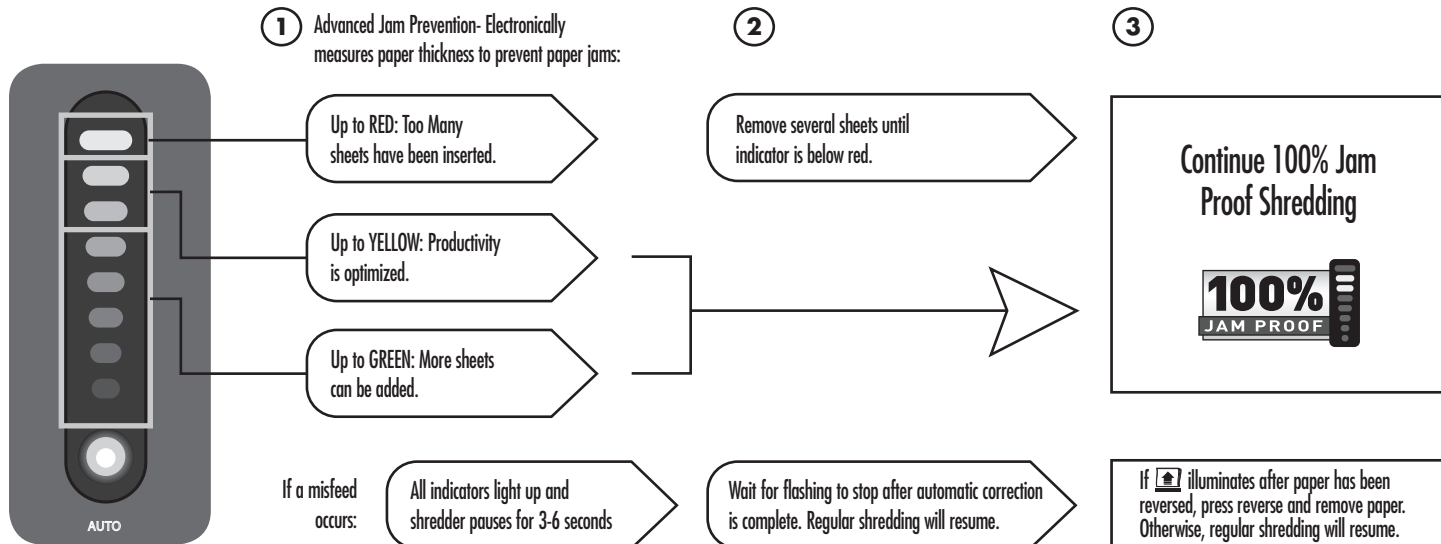 1 Advanced Jam Prevention- Electronically
measures paper thickness to prevent paper jams:
Up to RED: Too Many
sheets have been inserted.
Up to YELLOW: Productivity
is optimized.
Up to GREEN: More sheets
can be added.
2
Remove several sheets until
indicator is below red.
3
Continue 100% Jam
Proof Shredding
100%
JAM PROOF
AUTO
If a misfeed
occurs:
All indicators light up and
shredder pauses for 3-6 seconds
Wait for flashing to stop after automatic correction
is complete. Regular shredding will resume.
If illuminates after paper has been
reversed, press reverse and remove paper.
Otherwise, regular shredding will resume.